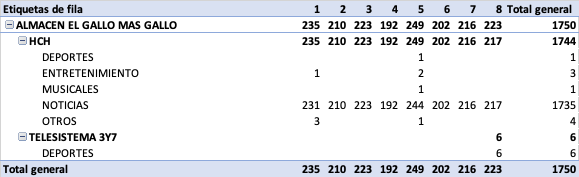 Etiquetas de fila 1 2 3 4 5 6 7 8 Total general
ALMACEN EL GALLO MAS GALLO 235 210 223 192 249 202 216 223 1750
HCH 235 210 223 192 249 202 216 217 1744
DEPORTES 1 1
ENTRETENIMIENTO 1 2 3
MUSICALES 1 1
NOTICIAS 231 210 223 192 244 202 216 217 1735
OTROS 3 1 4
TELESISTEMA 3Y7 6 6
DEPORTES 6 6
Total general 235 210 223 192 249 202 216 223 1750